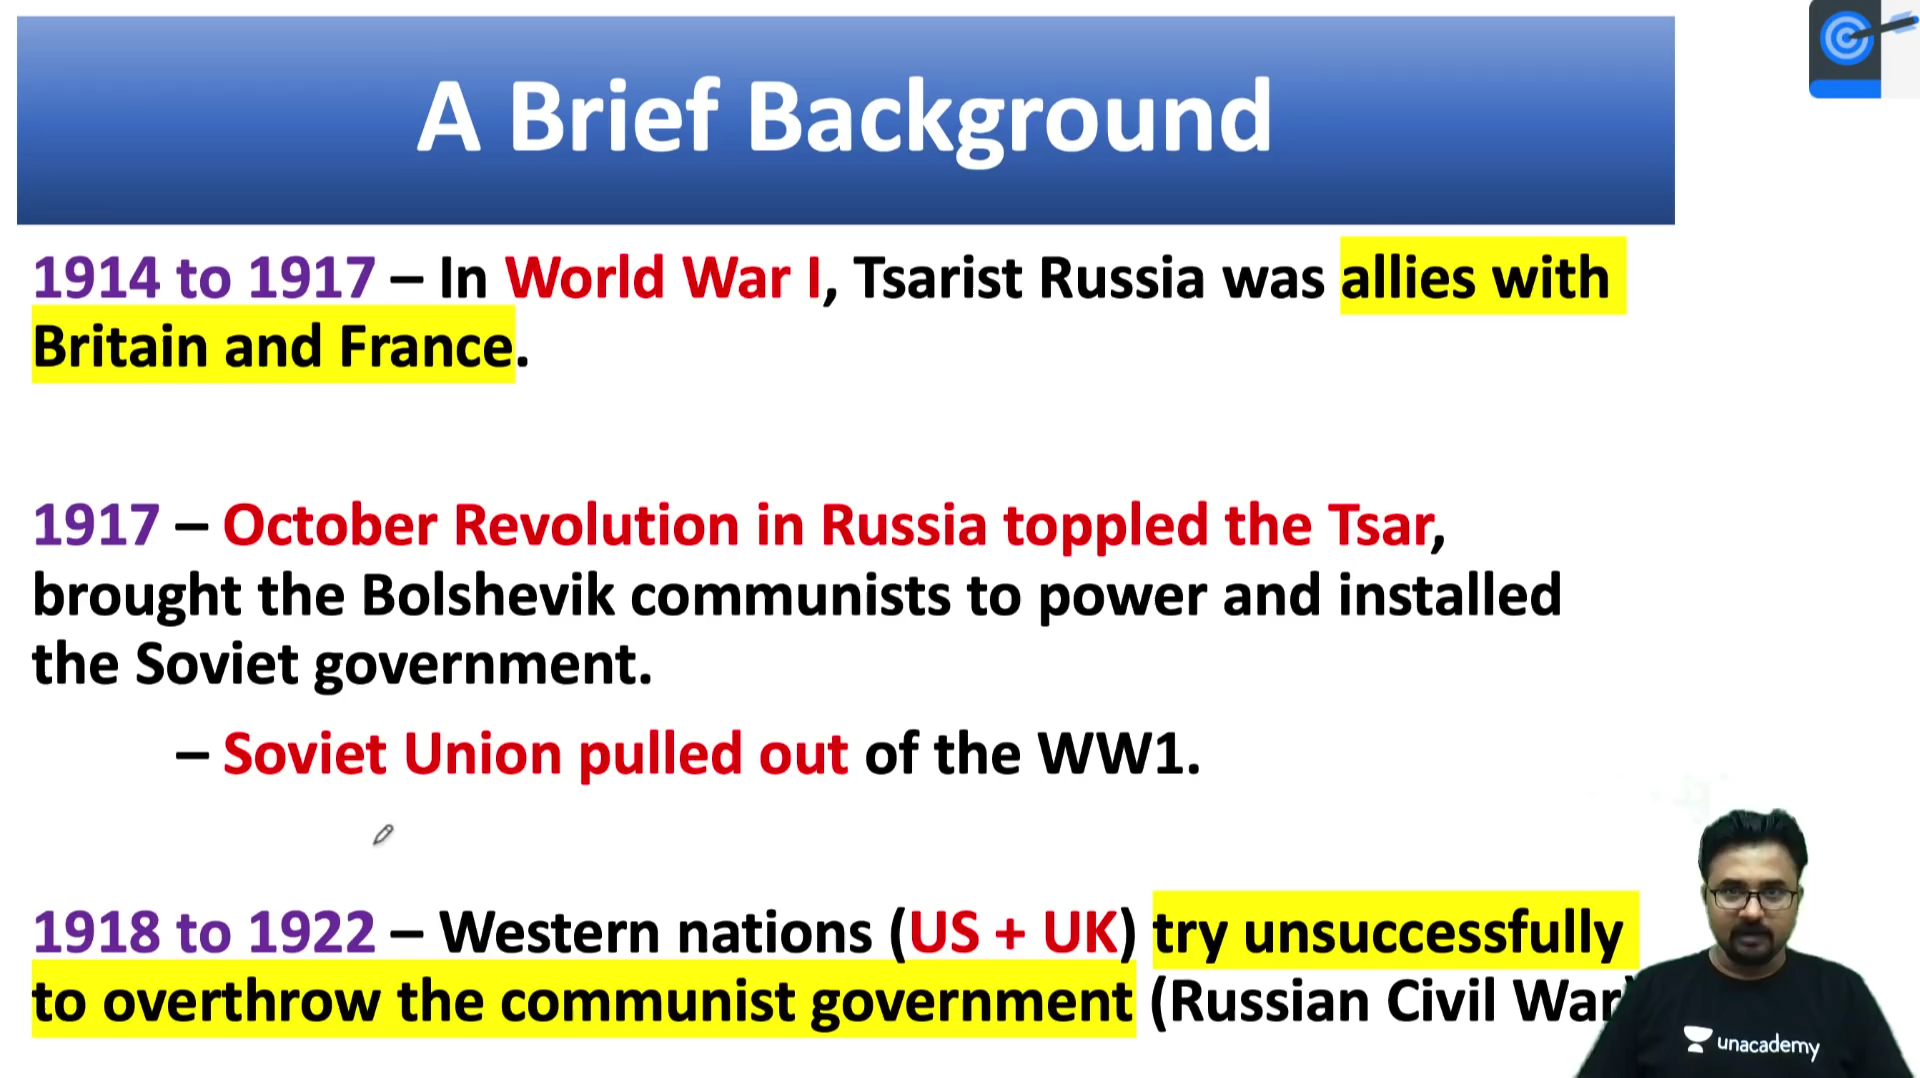 A Brief Background
1914 to 1917 – In World War I, Tsarist Russia was allies with
Britain and France.
1917 – October Revolution in Russia toppled the Tsar,
brought the Bolshevik communists to power and installed
the Soviet government.
– Soviet Union pulled out of the WW1.
1918 to 1922 – Western nations (US + UK) try unsuccessfully
to overthrow the communist government (Russian Civil War)
unacademy